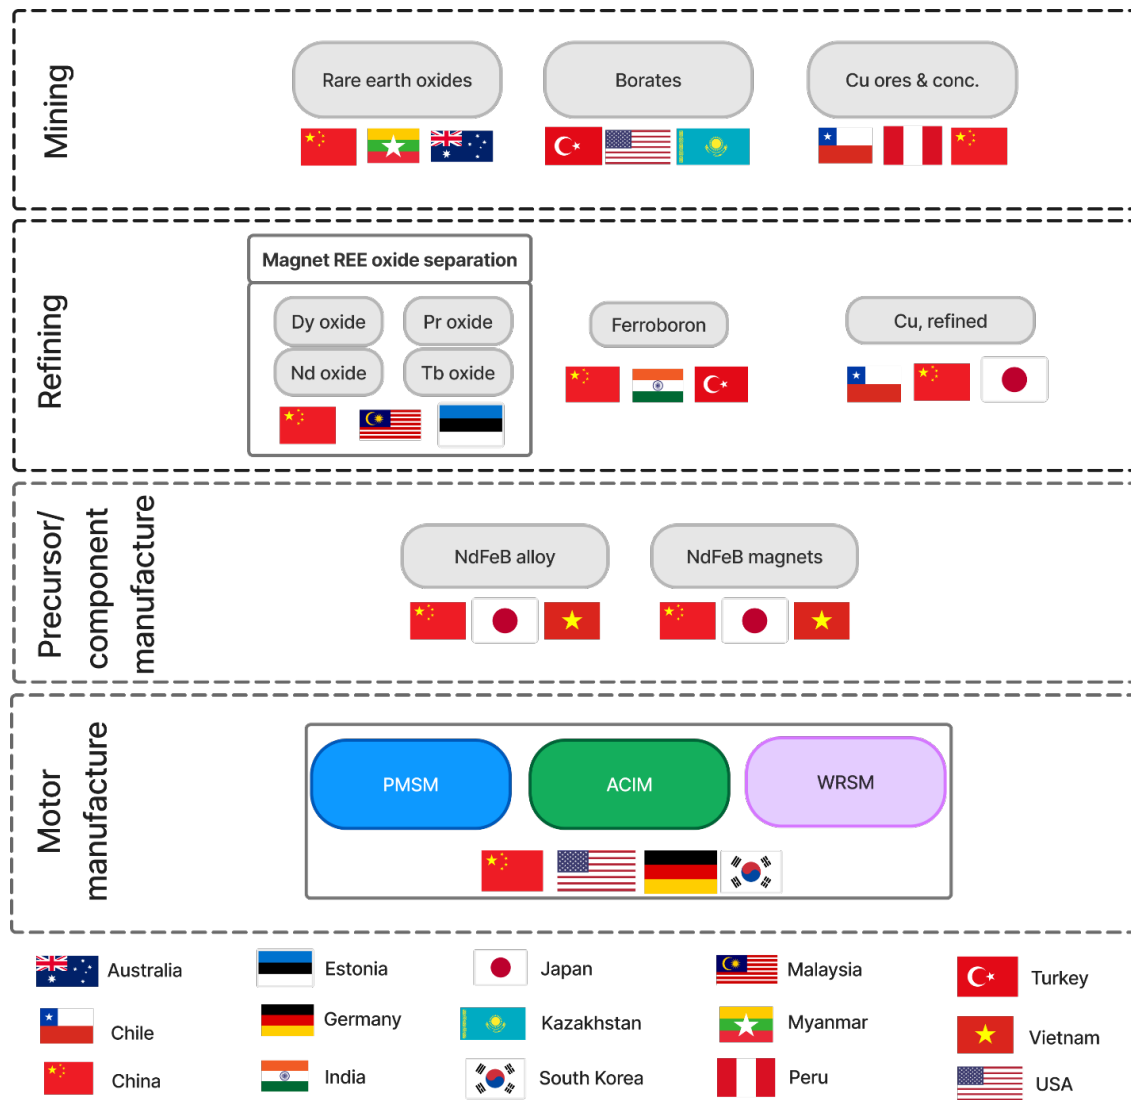 Mining
Rare earth oxides
Borates
Cu ores & conc.
Refining
Magnet REE oxide separation
Dy oxide
Pr oxide
Nd oxide
Tb oxide
Ferroboron
Cu, refined
Precursor/
component
manufacture
NdFeB alloy
NdFeB magnets
Motor
manufacture
PMSM
ACIM
WRSM
Australia
Estonia
Japan
Malaysia
Turkey
Chile
Germany
Kazakhstan
Myanmar
Vietnam
China
India
South Korea
Peru
USA